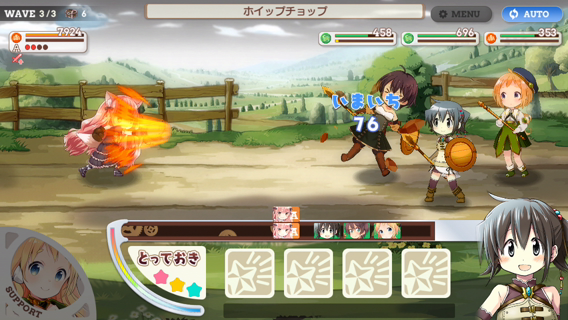 WAVE 3/3
6
ホイップチョップ
MENU
AUTO
7924
A
458
696
353
いまいち
76
とっておき
SUPPORT